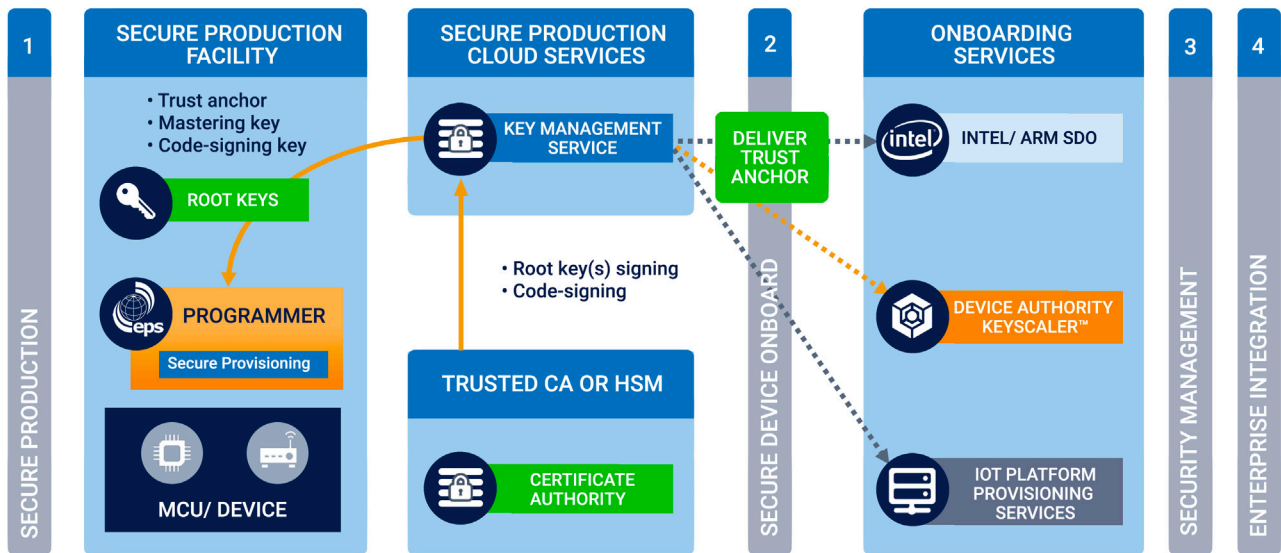 1
SECURE PRODUCTION
SECURE PRODUCTION
FACILITY
• Trust anchor
• Mastering key
• Code-signing key
ROOT KEYS
eps
PROGRAMMER
Secure Provisioning
MCU/ DEVICE
SECURE PRODUCTION
CLOUD SERVICES
KEY MANAGEMENT
SERVICE
• Root key(s) signing
• Code-signing
TRUSTED CA OR HSM
CERTIFICATE
AUTHORITY
2
DELIVER
TRUST
ANCHOR
SECURE DEVICE ONBOARD
ONBOARDING
SERVICES
intel
INTEL/ ARM SDO
DEVICE AUTHORITY
KEYSCALER™
IOT PLATFORM
PROVISIONING
SERVICES
3
SECURITY MANAGEMENT
4
ENTERPRISE INTEGRATION